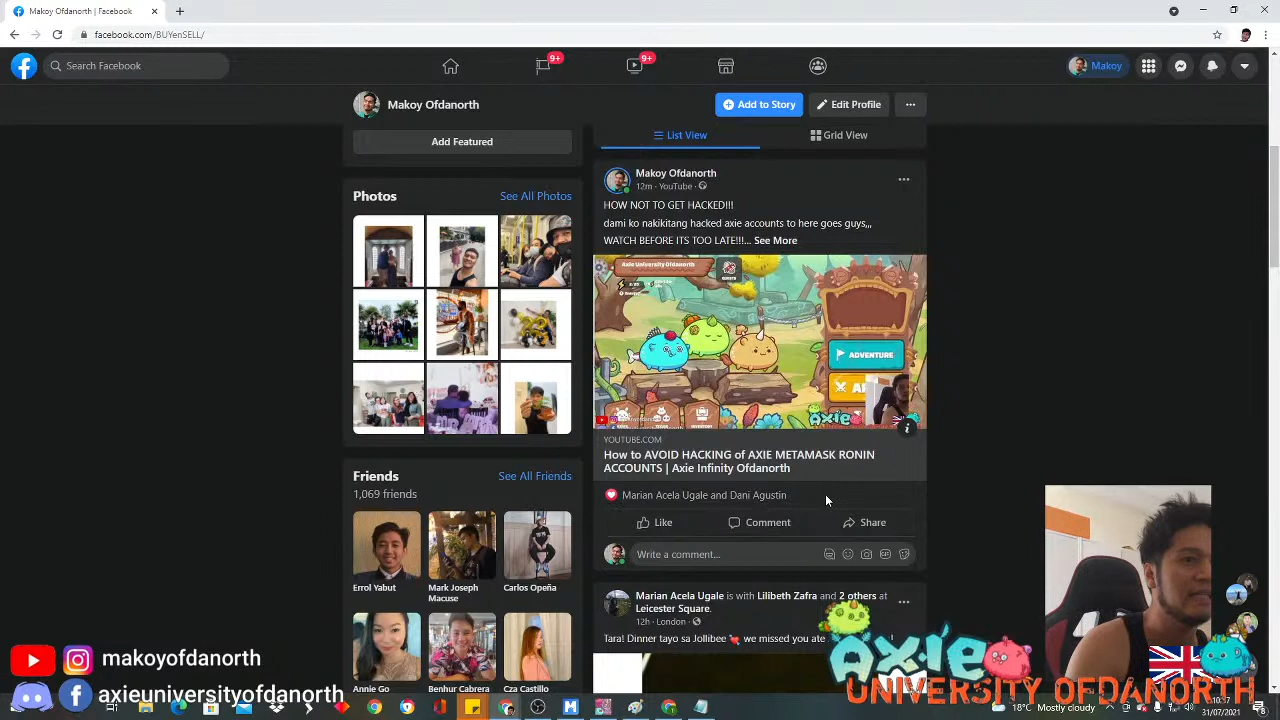 Makoy Ofdanorth | Facebook
facebook.com/BUYenSELL/
Search Facebook
9+
9+
Makoy
Makoy Ofdanorth
Add to Story
Edit Profile
Add Featured
List View
Grid View
Photos
See All Photos
Makoy Ofdanorth
12m · YouTube ·
HOW NOT TO GET HACKED!!!
dami ko nakikitang hacked axie accounts to here goes guys,,,
WATCH BEFORE ITS TOO LATE!!!... See More
Axie University Ofdanorth
ADVENTURE
YOUTUBE.COM
How to AVOID HACKING of AXIE METAMASK RONIN
ACCOUNTS | Axie Infinity Ofdanorth
Marian Acela Ugale and Dani Agustin
Like
Comment
Share
Write a comment...
GIF
Friends
See All Friends
1,069 friends
Errol Yabut
Mark Joseph
Macuse
Carlos Opeña
Annie Go
Benhur Cabrera
Cza Castillo
Marian Acela Ugale is with Lilibeth Zafra and 2 others at
Leicester Square.
12h · London ·
Tara! Dinner tayo sa Jollibee we missed you ate
makoyofdanorth
axieuniversityofdanorth
Axie
UNIVERSITY OFDANORTH
18°C Mostly cloudy
10:37
31/07/2021